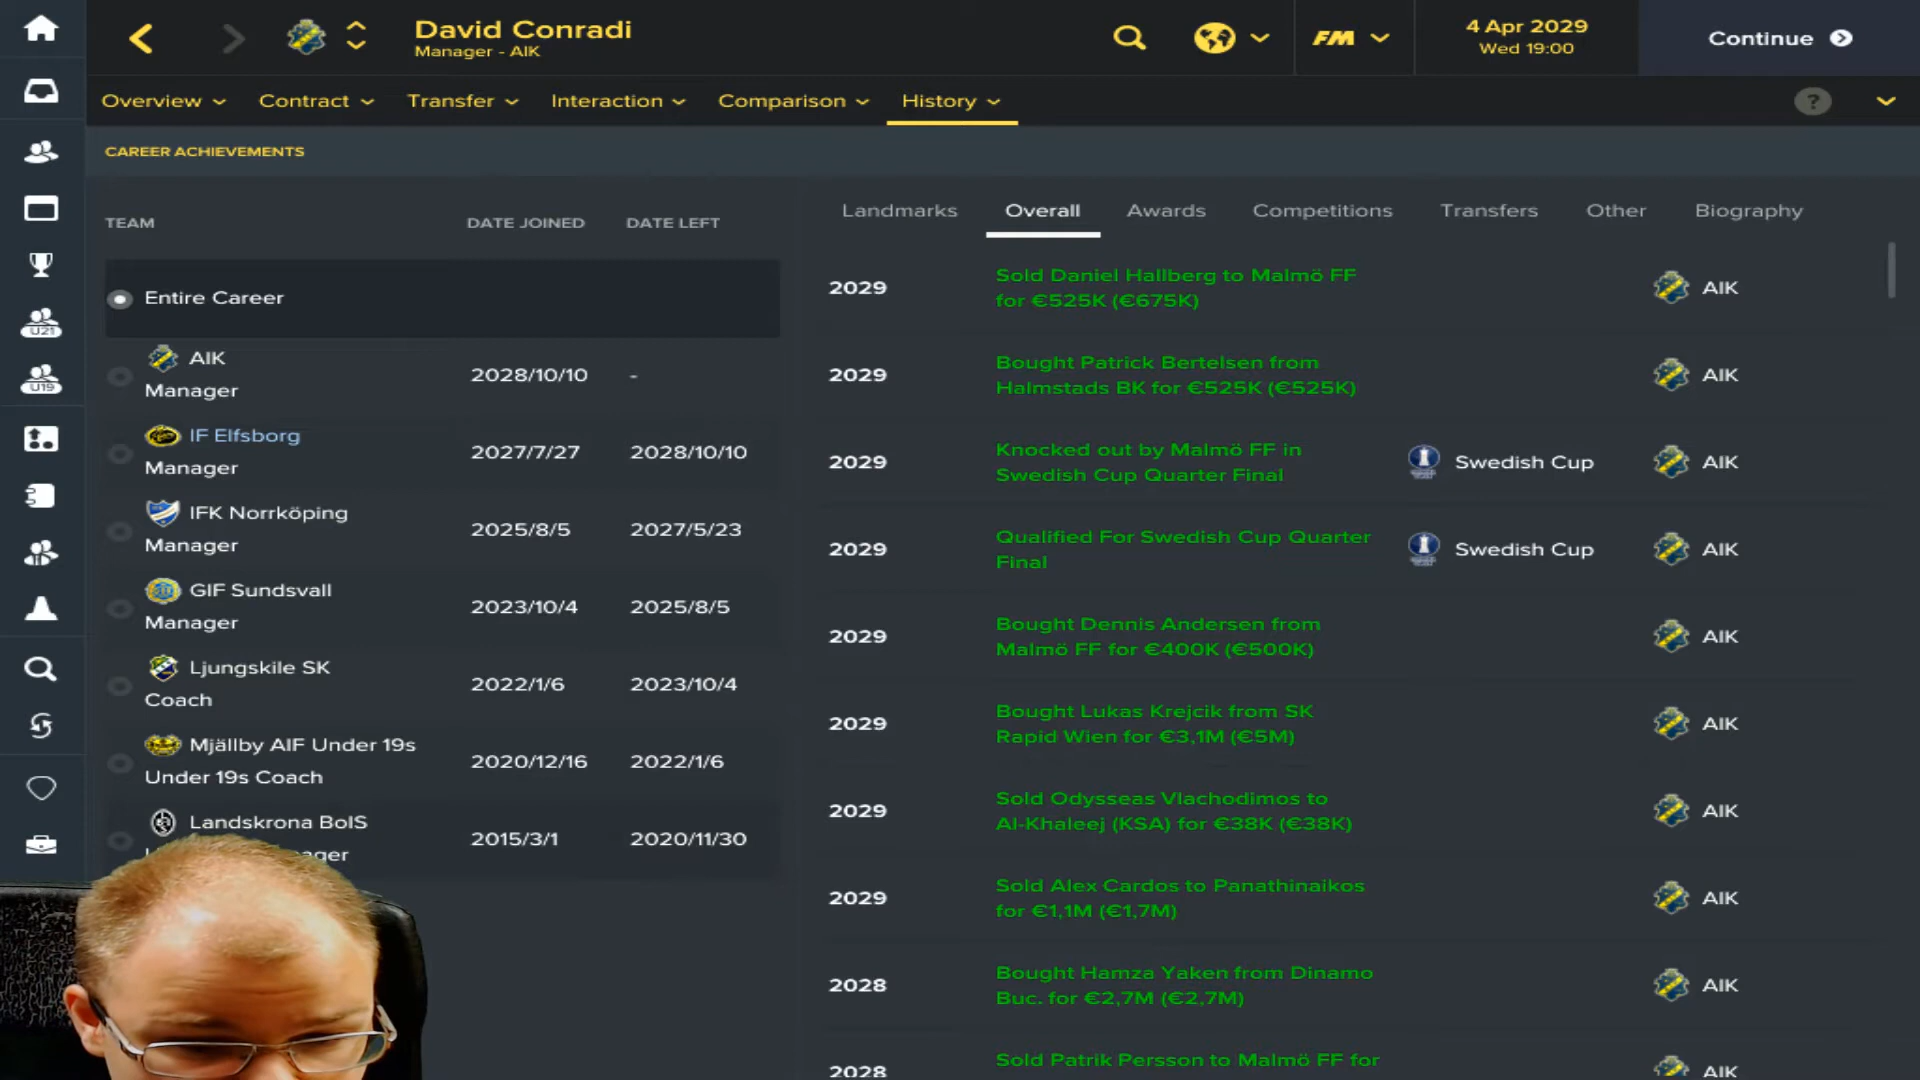 David Conradi
Manager - AIK
FM
4 Apr 2029
Wed 19:00
Continue
Overview
Contract
Transfer
Interaction
Comparison
History
?
CAREER ACHIEVEMENTS
TEAM
DATE JOINED
DATE LEFT
Entire Career
AIK
Manager
2028/10/10
-
IF Elfsborg
Manager
2027/7/27
2028/10/10
IFK Norrköping
Manager
2025/8/5
2027/5/23
GIF Sundsvall
Manager
2023/10/4
2025/8/5
Ljungskile SK
Coach
2022/1/6
2023/10/4
Mjällby AIF Under 19s
Under 19s Coach
2020/12/16
2022/1/6
Landskrona BoIS
2015/3/1
2020/11/30
U21
U19
Landmarks
Overall
Awards
Competitions
Transfers
Other
Biography
2029
Sold Daniel Hallberg to Malmö FF
for €525K (€675K)
AIK
2029
Bought Patrick Bertelsen from
Halmstads BK for €525K (€525K)
AIK
2029
Knocked out by Malmö FF in
Swedish Cup Quarter Final
Swedish Cup
AIK
2029
Qualified For Swedish Cup Quarter
Final
Swedish Cup
AIK
2029
Bought Dennis Andersen from
Malmö FF for €400K (€500K)
AIK
2029
Bought Lukas Krejcik from SK
Rapid Wien for €3,1M (€5M)
AIK
2029
Sold Odysseas Vlachodimos to
Al-Khaleej (KSA) for €38K (€38K)
AIK
2029
Sold Alex Cardos to Panathinaikos
for €1,1M (€1,7M)
AIK
2028
Bought Hamza Yaken from Dinamo
Buc. for €2,7M (€2,7M)
AIK
2028
Sold Patrik Persson to Malmö FF for
AIK